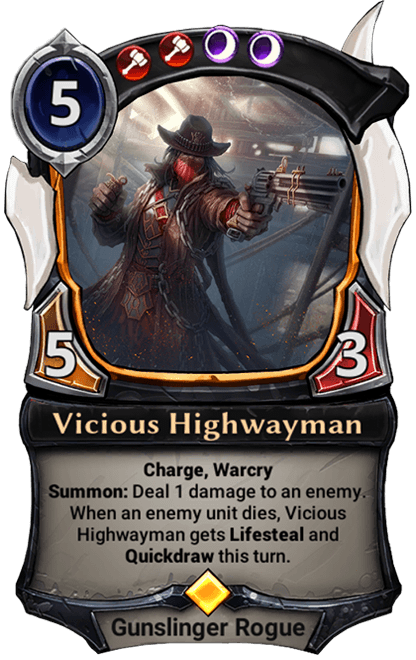 5
5
3
Vicious Highwayman
Charge, Warcry
Summon: Deal 1 damage to an enemy.
When an enemy unit dies, Vicious
Highwayman gets Lifesteal and
Quickdraw this turn.
Gunslinger Rogue